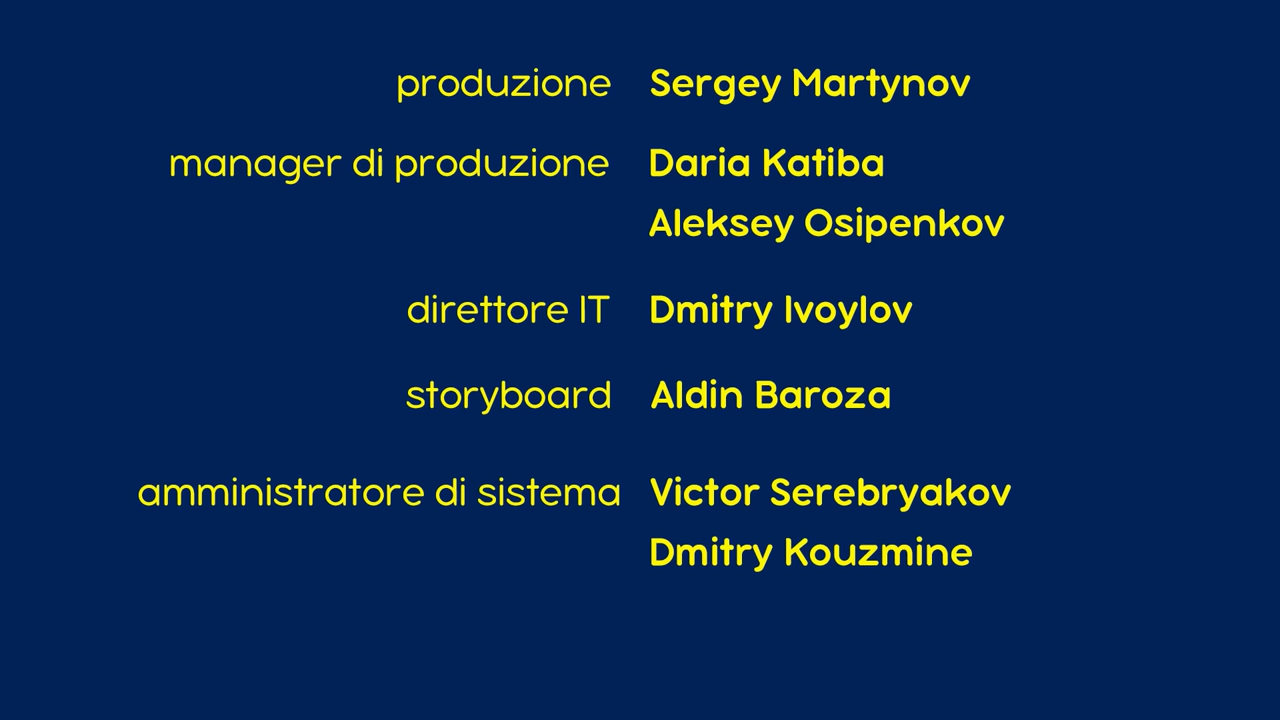 produzione Sergey Martynov
manager di produzione Daria Katiba
Aleksey Osipenkov
direttore IT Dmitry Ivoylov
storyboard Aldin Baroza
amministratore di sistema Victor Serebryakov
Dmitry Kouzmine